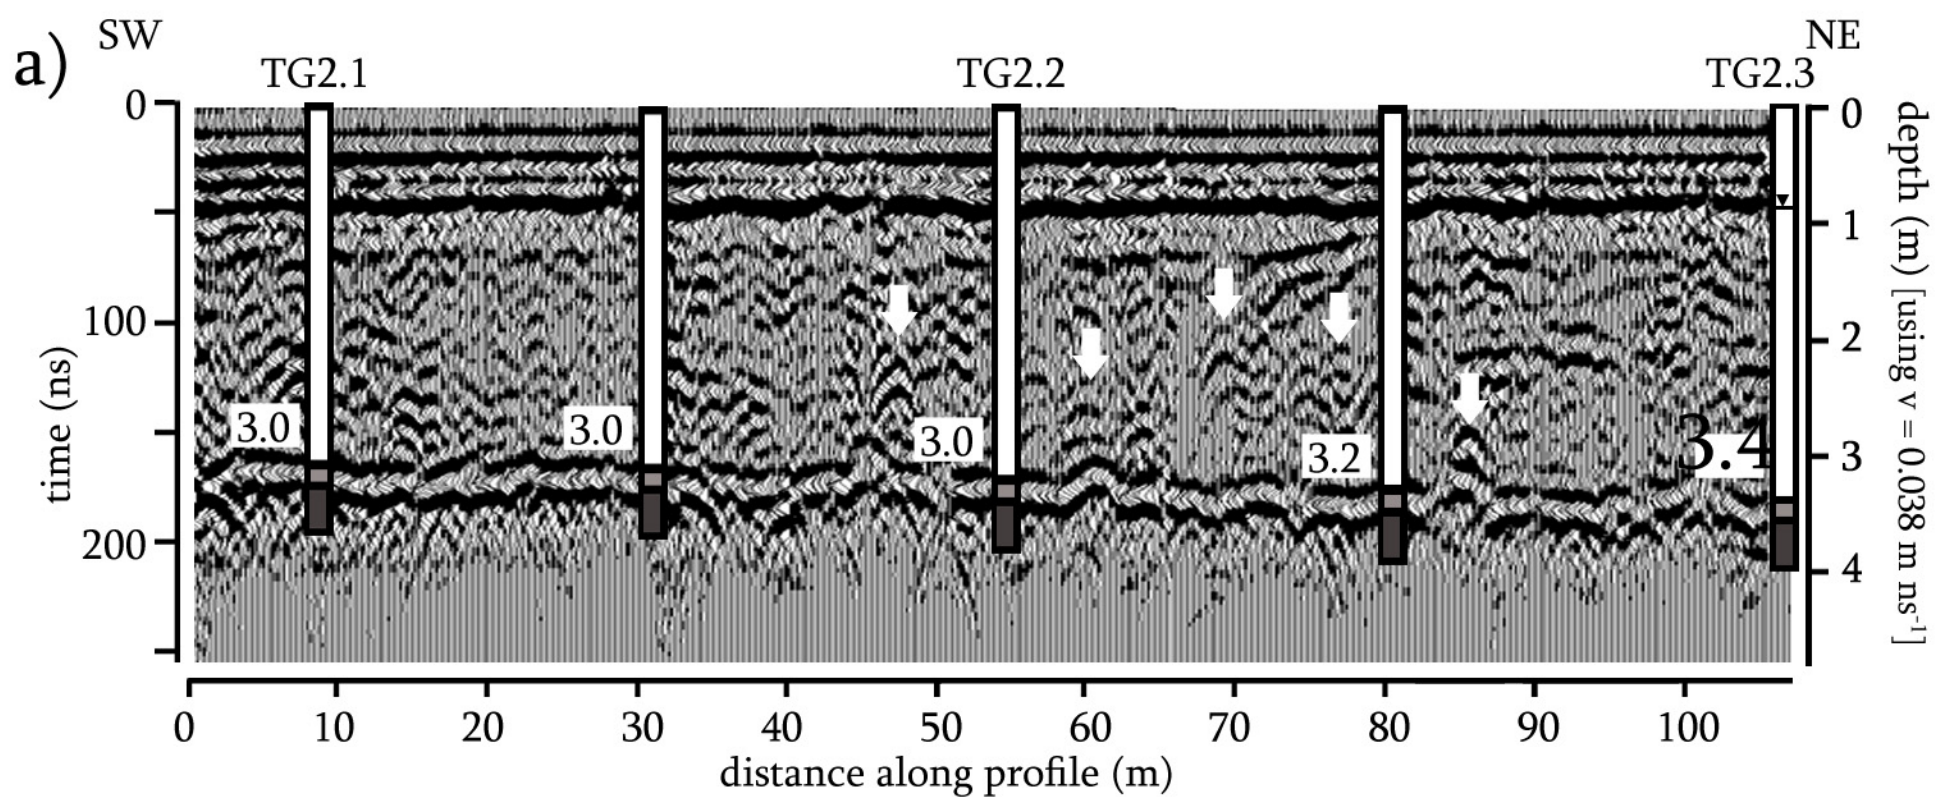 a)
SW
NE
TG2.1
TG2.2
TG2.3
0
100
200
time (ns)
3.0
3.0
3.0
3.2
3.4
0
1
2
3
4
depth (m) [using v = 0.038 m ns⁻¹]
0 10 20 30 40 50 60 70 80 90 100
distance along profile (m)